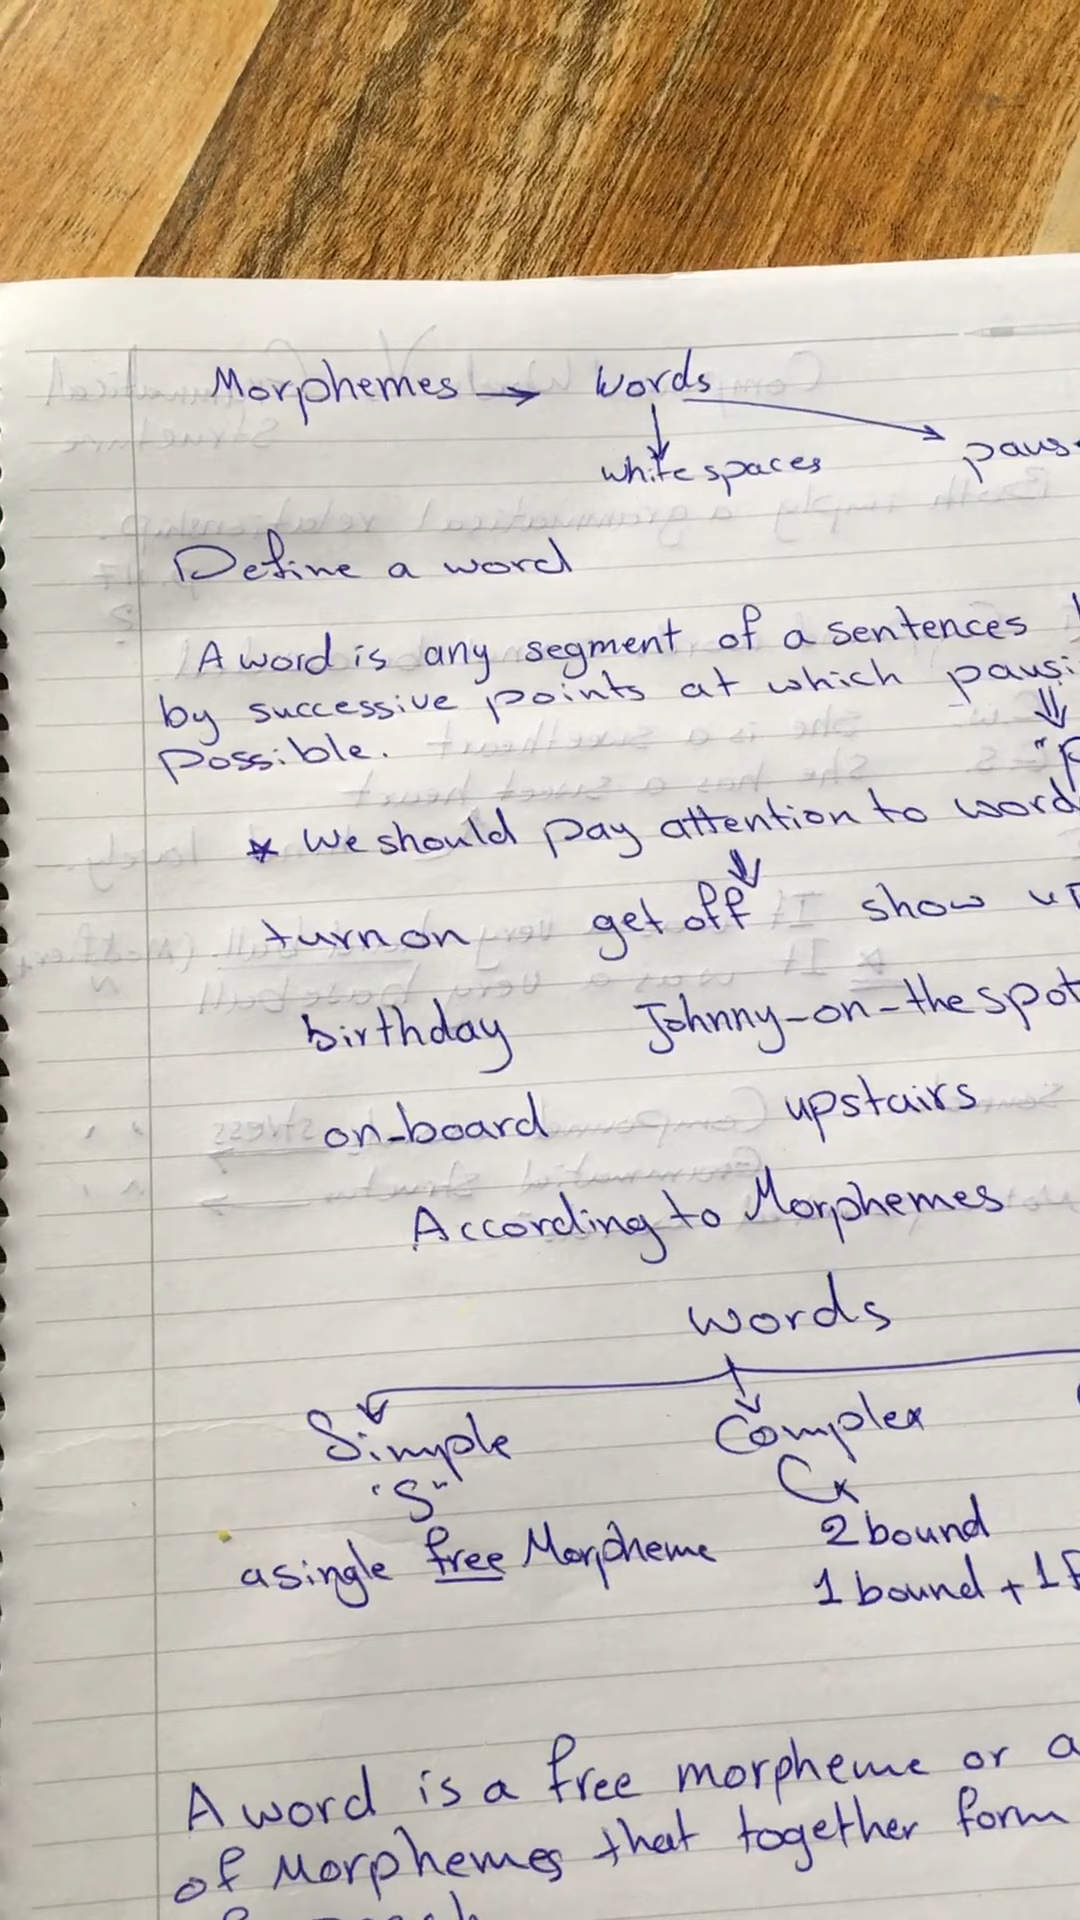 Morphemes → words
white spaces
Define a word
A word is any segment of a sentences
by successive points at which
possible.
* We should pay attention to word
turn on get off show
birthday Johnny-on-the spot
on-board upstairs
According to Morphemes
words
Simple Complex
"S" Cx
a single free Morpheme 2 bound
1 bound + 1
A word is a free morpheme or a
of Morphemes that together form